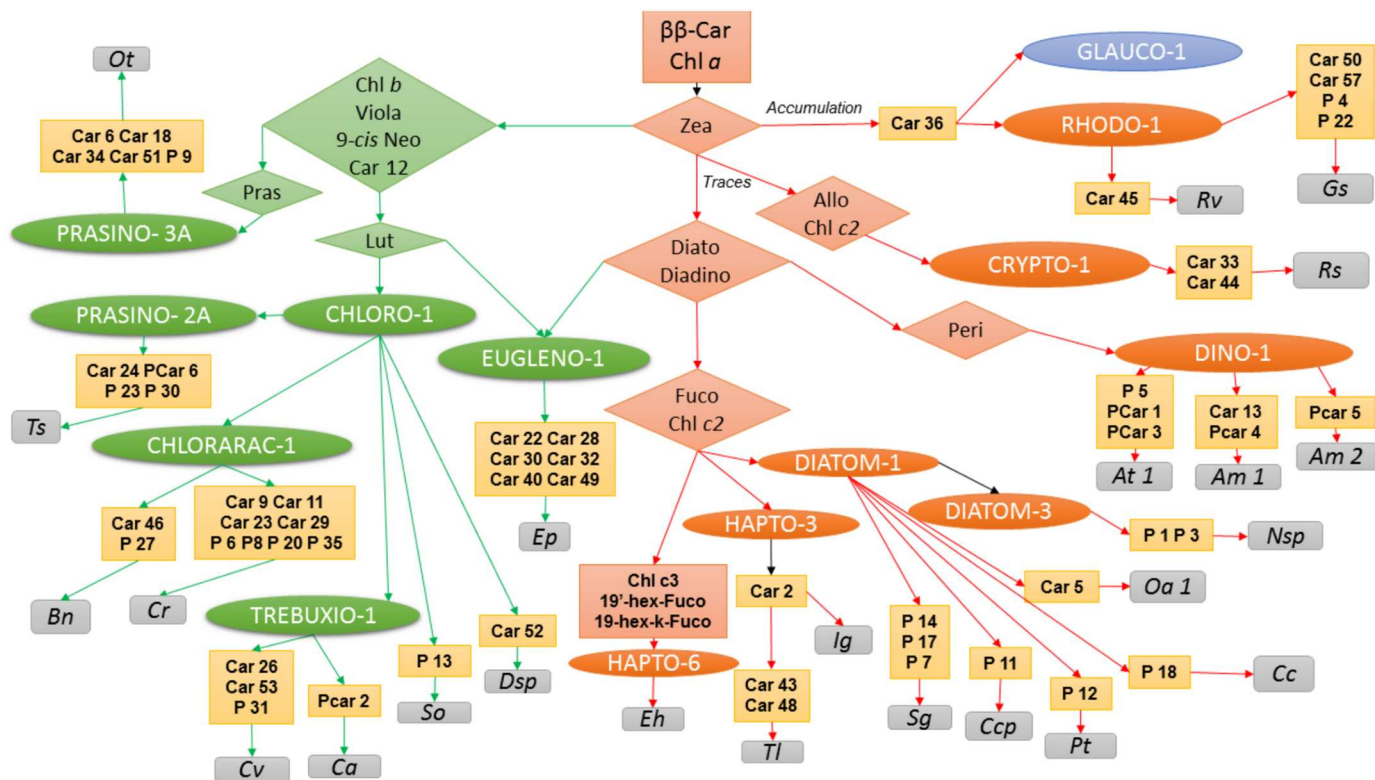 ββ-Car
Chl a
Zea
Accumulation
Traces
Car 36
GLAUCO-1
RHODO-1
Car 50
Car 57
P 4
P 22
Gs
Car 45
Rv
Allo
Chl c2
CRYPTO-1
Car 33
Car 44
Rs
Chl b
Viola
9-cis Neo
Car 12
Pras
PRASINO- 3A
Car 6 Car 18
Car 34 Car 51 P 9
Ot
Lut
CHLORO-1
PRASINO- 2A
Car 24 PCar 6
P 23 P 30
Ts
CHLORARAC-1
Car 46
P 27
Bn
Car 9 Car 11
Car 23 Car 29
P 6 P8 P 20 P 35
Cr
TREBUXIO-1
Car 26
Car 53
P 31
Cv
Pcar 2
Ca
P 13
So
Car 52
Dsp
Diato
Diadino
EUGLENO-1
Car 22 Car 28
Car 30 Car 32
Car 40 Car 49
Ep
Peri
DINO-1
P 5
PCar 1
PCar 3
At 1
Car 13
Pcar 4
Am 1
Pcar 5
Am 2
Fuco
Chl c2
Chl c3
19'-hex-Fuco
19-hex-k-Fuco
HAPTO-6
Eh
HAPTO-3
Car 2
Ig
Car 43
Car 48
Tl
DIATOM-1
DIATOM-3
P 1 P 3
Nsp
Car 5
Oa 1
P 14
P 17
P 7
Sg
P 11
Ccp
P 12
Pt
P 18
Cc